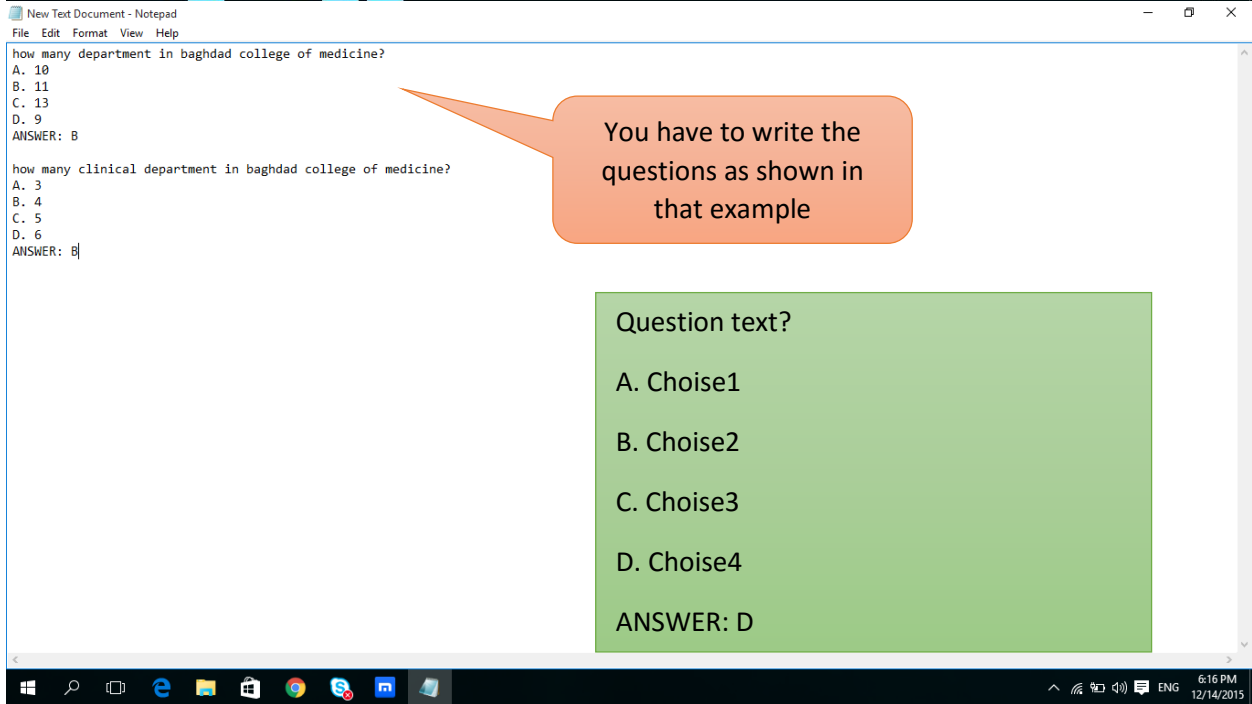 New Text Document - Notepad
File Edit Format View Help
how many department in baghdad college of medicine?
A. 10
B. 11
C. 13
D. 9
ANSWER: B
how many clinical department in baghdad college of medicine?
A. 3
B. 4
C. 5
D. 6
ANSWER: B
You have to write the
questions as shown in
that example
Question text?
A. Choise1
B. Choise2
C. Choise3
D. Choise4
ANSWER: D
ENG
6:16 PM
12/14/2015